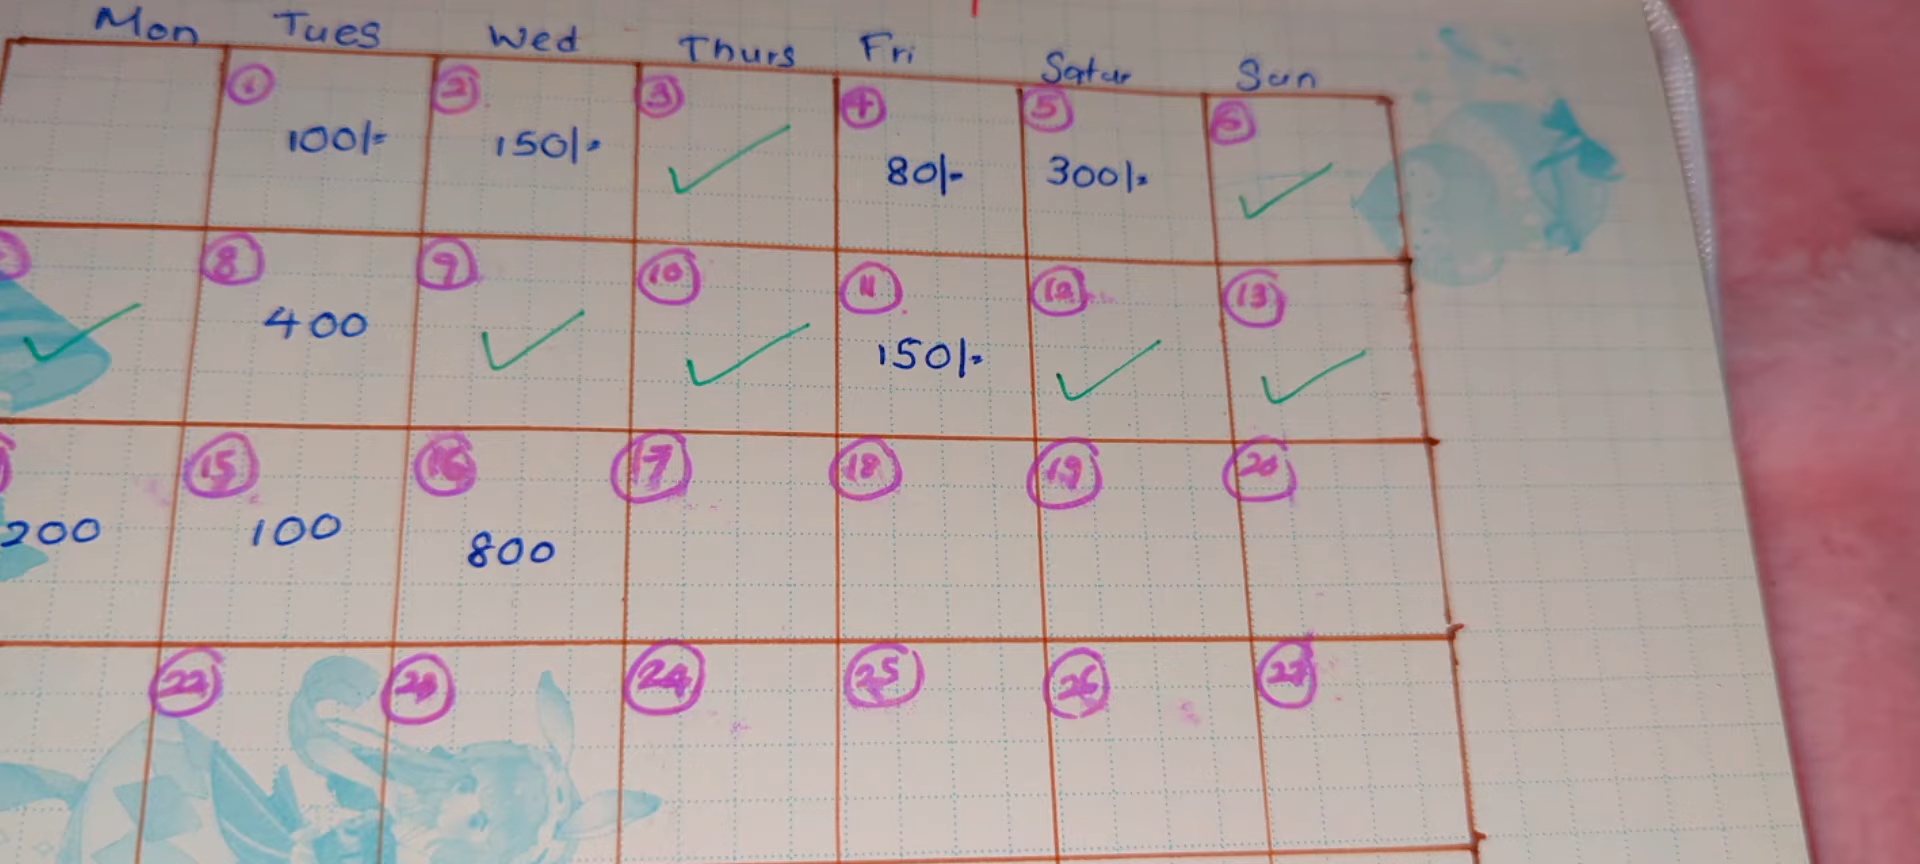 Mon Tues Wed Thurs Fri Satur Sun
1 2 3 4 5 6
100/= 150/= 80/= 300/=
8 9 10 11 12 13
400 150/=
15 16 17 18 19 20
200 100 800
22 23 24 25 26 27